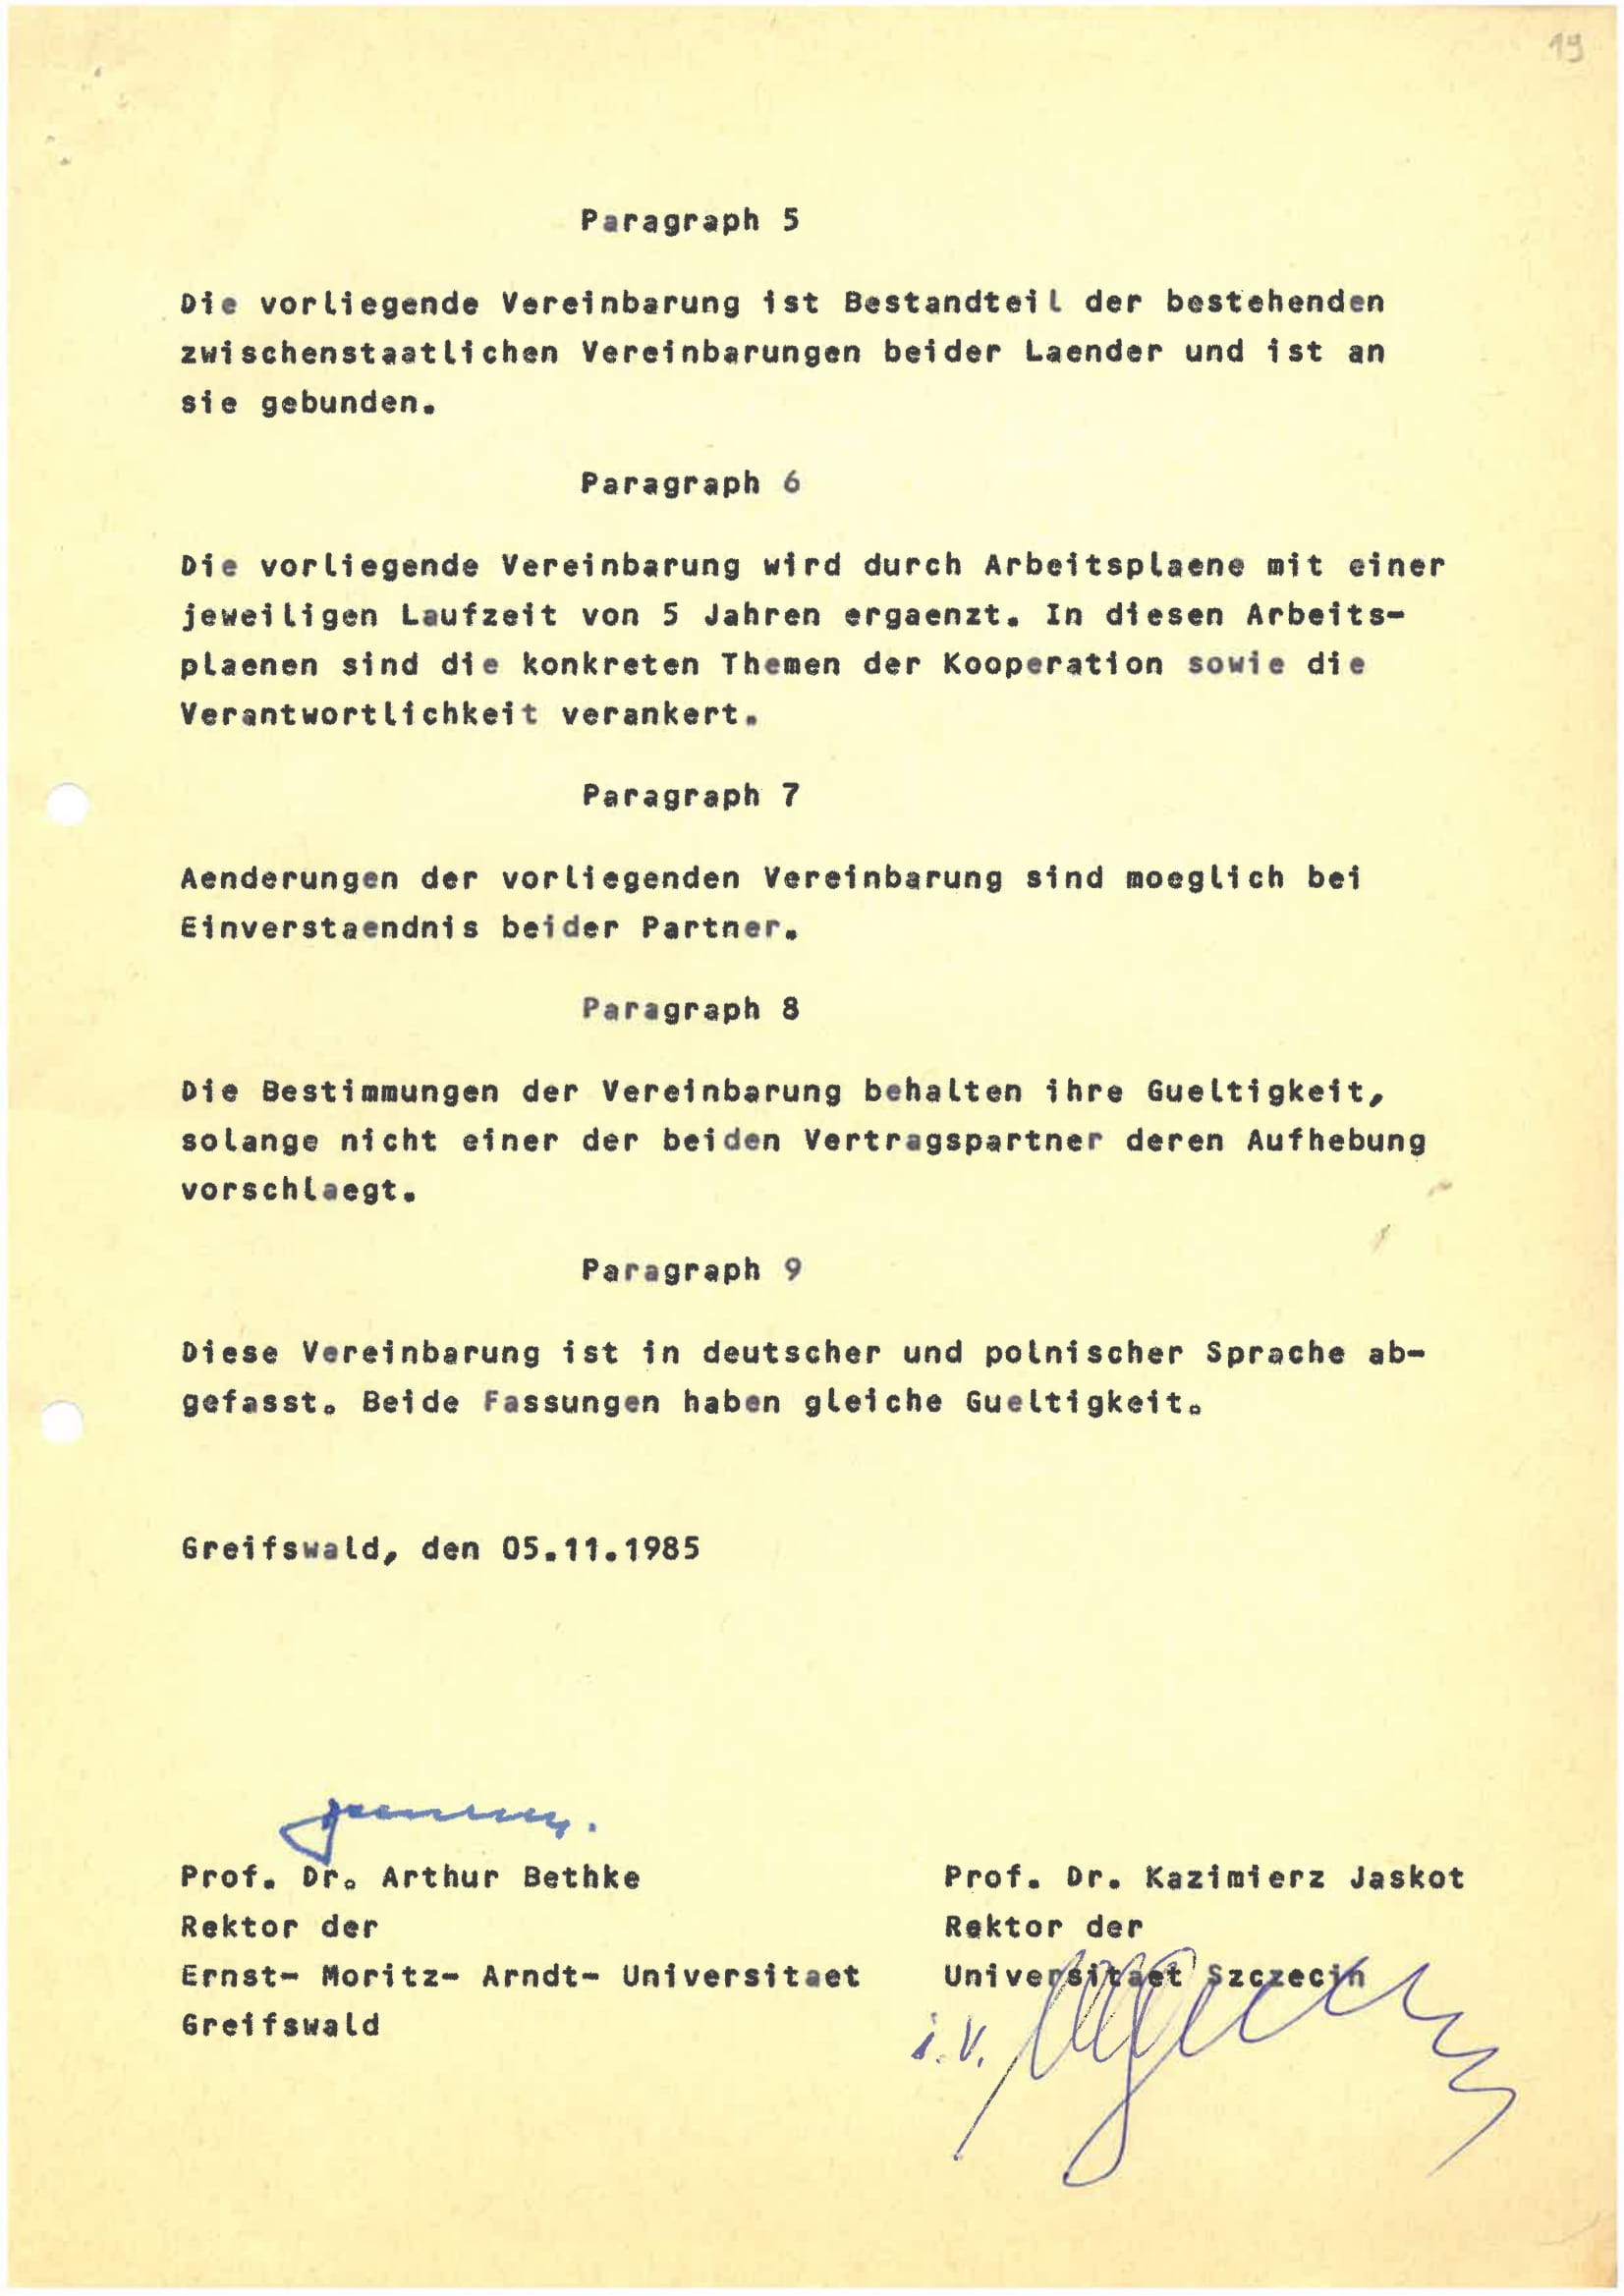 19
Paragraph 5
Die vorliegende Vereinbarung ist Bestandteil der bestehenden
zwischenstaatlichen Vereinbarungen beider Laender und ist an
sie gebunden.
Paragraph 6
Die vorliegende Vereinbarung wird durch Arbeitsplaene mit einer
jeweiligen Laufzeit von 5 Jahren ergaenzt. In diesen Arbeits-
plaenen sind die konkreten Themen der Kooperation sowie die
Verantwortlichkeit verankert.
Paragraph 7
Aenderungen der vorliegenden Vereinbarung sind moeglich bei
Einverstaendnis beider Partner.
Paragraph 8
Die Bestimmungen der Vereinbarung behalten ihre Gueltigkeit,
solange nicht einer der beiden Vertragspartner deren Aufhebung
vorschlaegt.
Paragraph 9
Diese Vereinbarung ist in deutscher und polnischer Sprache ab-
gefasst. Beide Fassungen haben gleiche Gueltigkeit.
Greifswald, den 05.11.1985
Prof. Dr. Arthur Bethke
Rektor der
Ernst- Moritz- Arndt- Universitaet
Greifswald
Prof. Dr. Kazimierz Jaskot
Rektor der
Universitaet Szczecin
i.V.